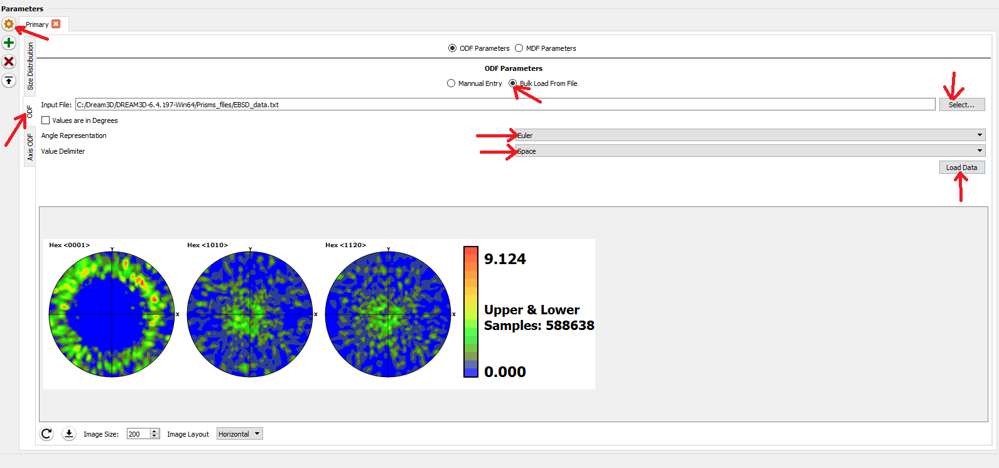 Parameters
Primary
Size Distribution
ODF
Axis ODF
ODF Parameters MDF Parameters
ODF Parameters
Mannual Entry Bulk Load From File
Input File: C:/Dream3D/DREAM3D-6.4.197-Win64/Prisms_files/EBSD_data.txt Select...
Values are in Degrees
Angle Representation Euler
Value Delimiter Space
Load Data
Hex <0001> Hex <1010> Hex <1120>
Y Y Y
9.124
X X X
Upper & Lower
Samples: 588638
0.000
Image Size: 200 Image Layout Horizontal